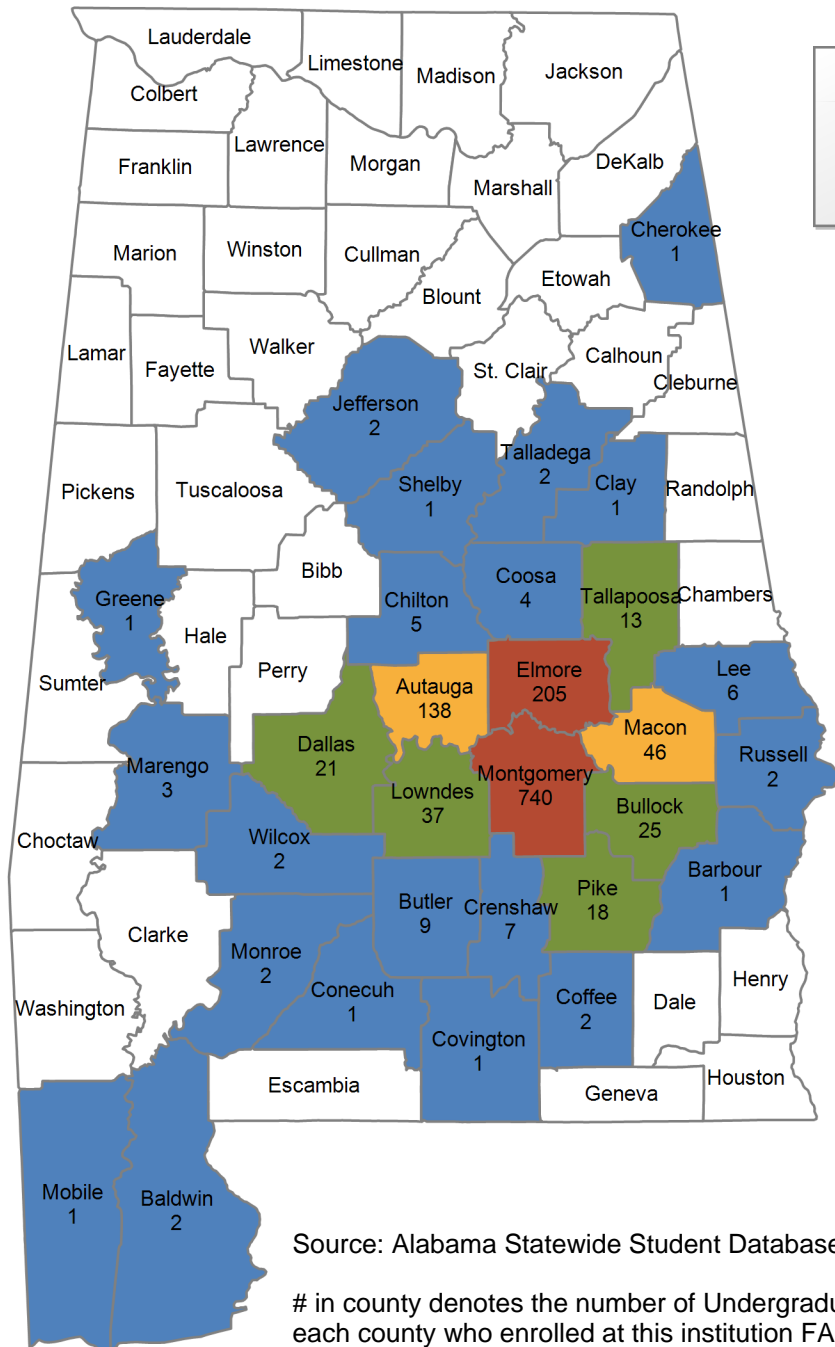 Lauderdale
Limestone
Madison
Jackson
Colbert
Lawrence
Franklin
Morgan
DeKalb
Marshall
Cherokee
1
Marion
Winston
Cullman
Etowah
Blount
Lamar
Fayette
Walker
St. Clair
Calhoun
Cleburne
Jefferson
2
Talladega
2
Pickens
Tuscaloosa
Shelby
1
Clay
1
Randolph
Bibb
Greene
1
Hale
Chilton
5
Coosa
4
Tallapoosa
13
Chambers
Perry
Sumter
Autauga
138
Elmore
205
Lee
6
Macon
46
Dallas
21
Marengo
3
Lowndes
37
Montgomery
740
Russell
2
Bullock
25
Choctaw
Wilcox
2
Barbour
1
Butler
9
Crenshaw
7
Pike
18
Clarke
Monroe
2
Conecuh
1
Coffee
2
Dale
Henry
Washington
Covington
1
Escambia
Geneva
Houston
Mobile
1
Baldwin
2
Source: Alabama Statewide Student Database
# in county denotes the number of Undergradu
each county who enrolled at this institution FA